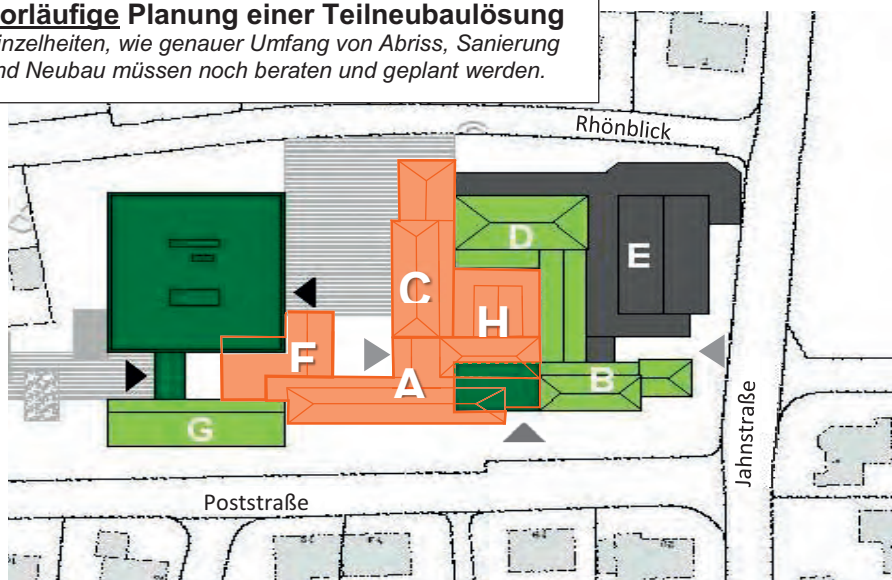 orläufige Planung einer Teilneubaulösung
inzelheiten, wie genauer Umfang von Abriss, Sanierung
nd Neubau müssen noch beraten und geplant werden.
Rhönblick
D
E
C
H
F
A
B
G
Jahnstraße
Poststraße